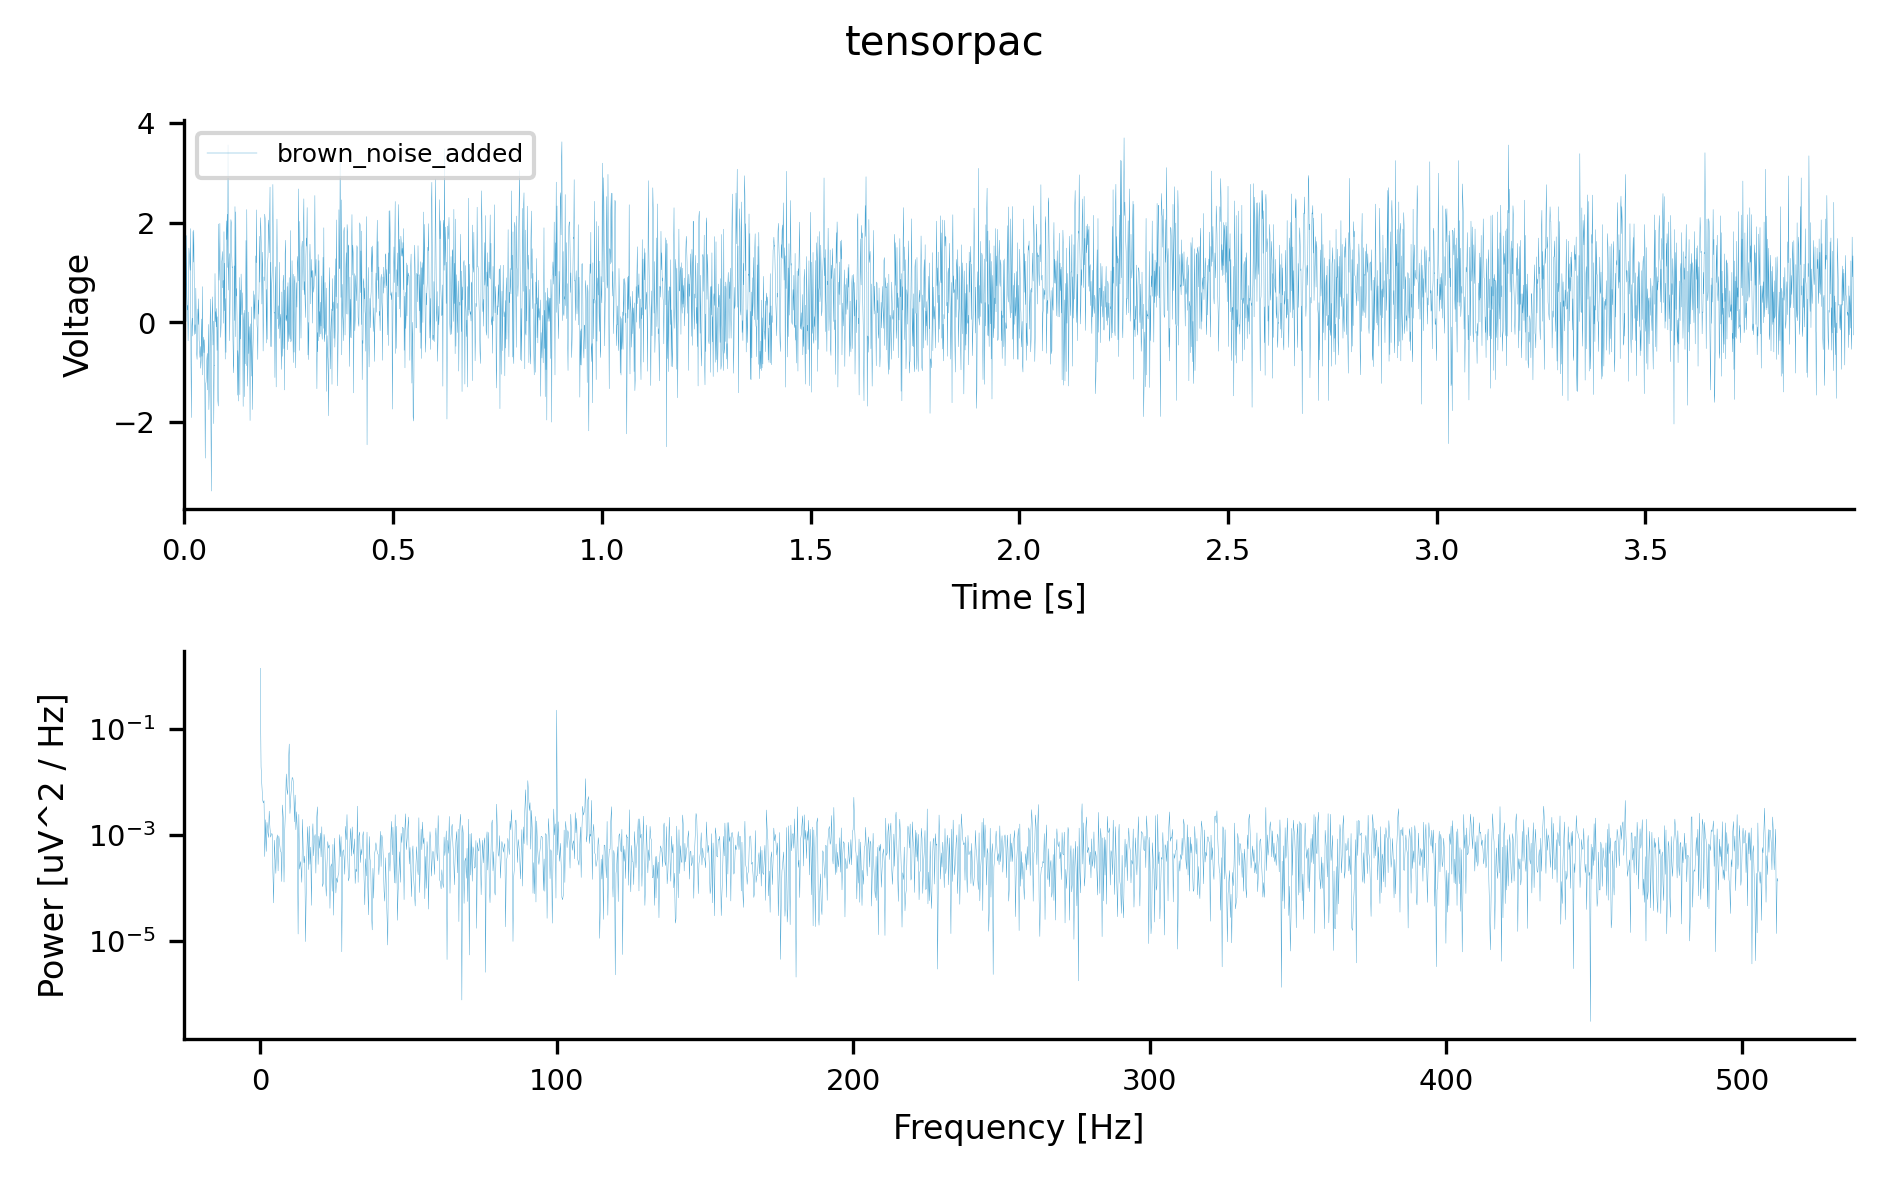 tensorpac
4
brown_noise_added
2
0
−2
Voltage
0.0 0.5 1.0 1.5 2.0 2.5 3.0 3.5
Time [s]
10⁻¹
10⁻³
10⁻⁵
Power [uV^2 / Hz]
0 100 200 300 400 500
Frequency [Hz]